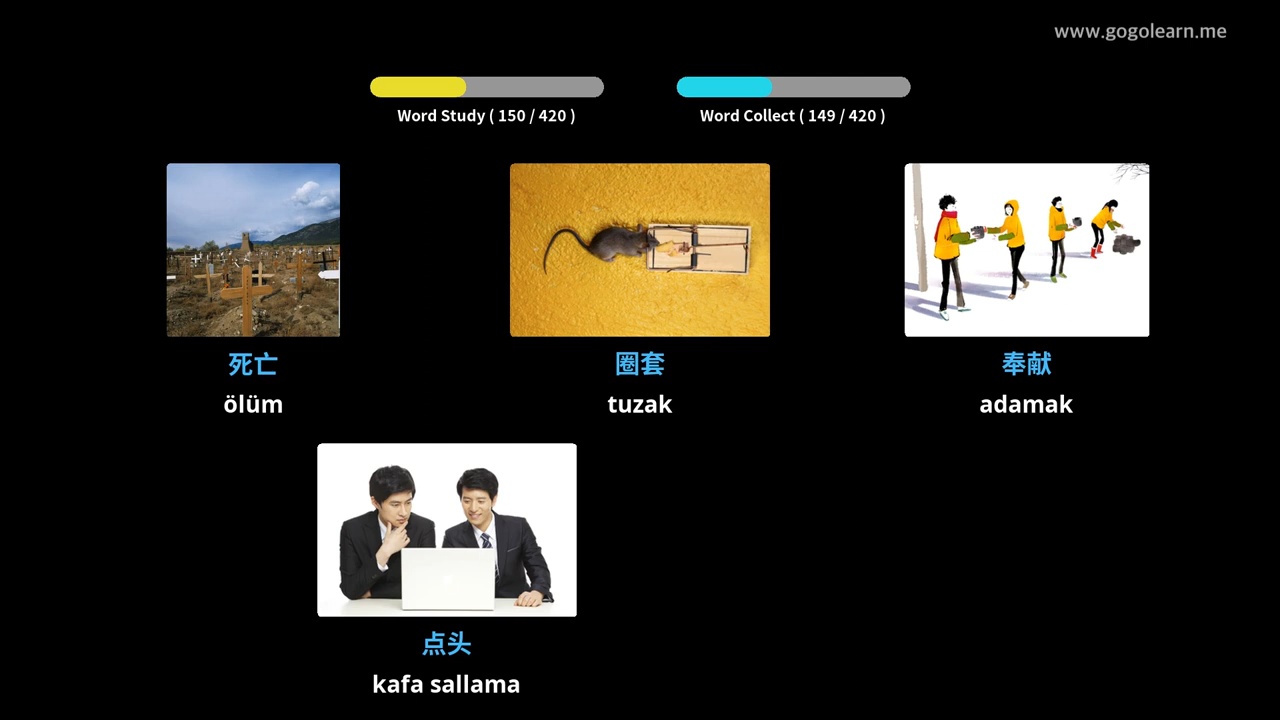 www.gogolearn.me
Word Study ( 150 / 420 )
Word Collect ( 149 / 420 )
死亡
圈套
奉献
ölüm
tuzak
adamak
点头
kafa sallama